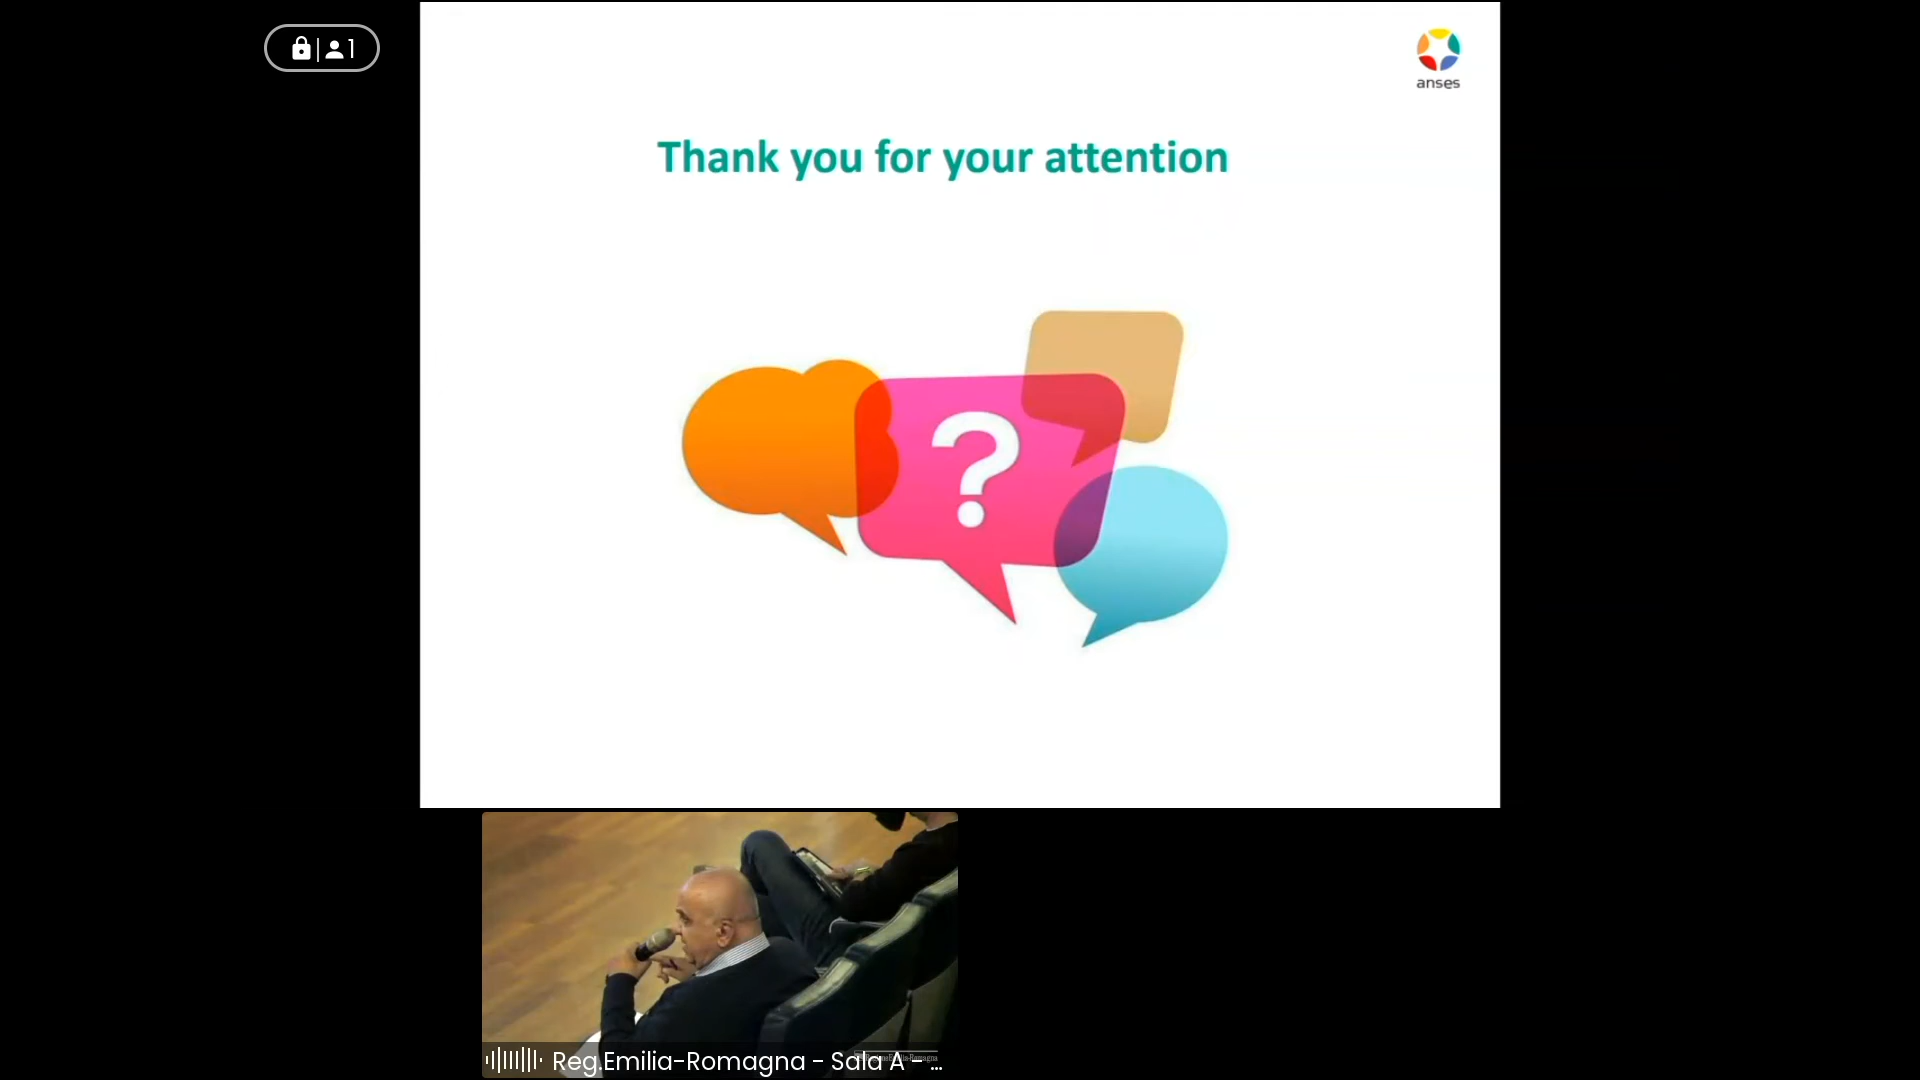 1
anses
Thank you for your attention
?
Reg.Emilia-Romagna - Sala A - ...